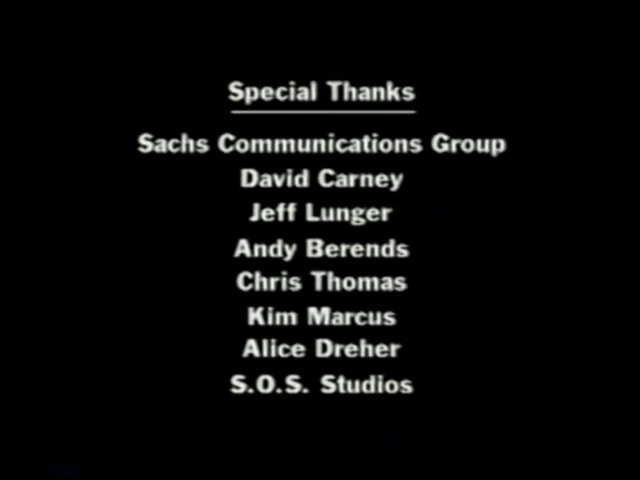 Special Thanks
Sachs Communications Group
David Carney
Jeff Lunger
Andy Berends
Chris Thomas
Kim Marcus
Alice Dreher
S.O.S. Studios